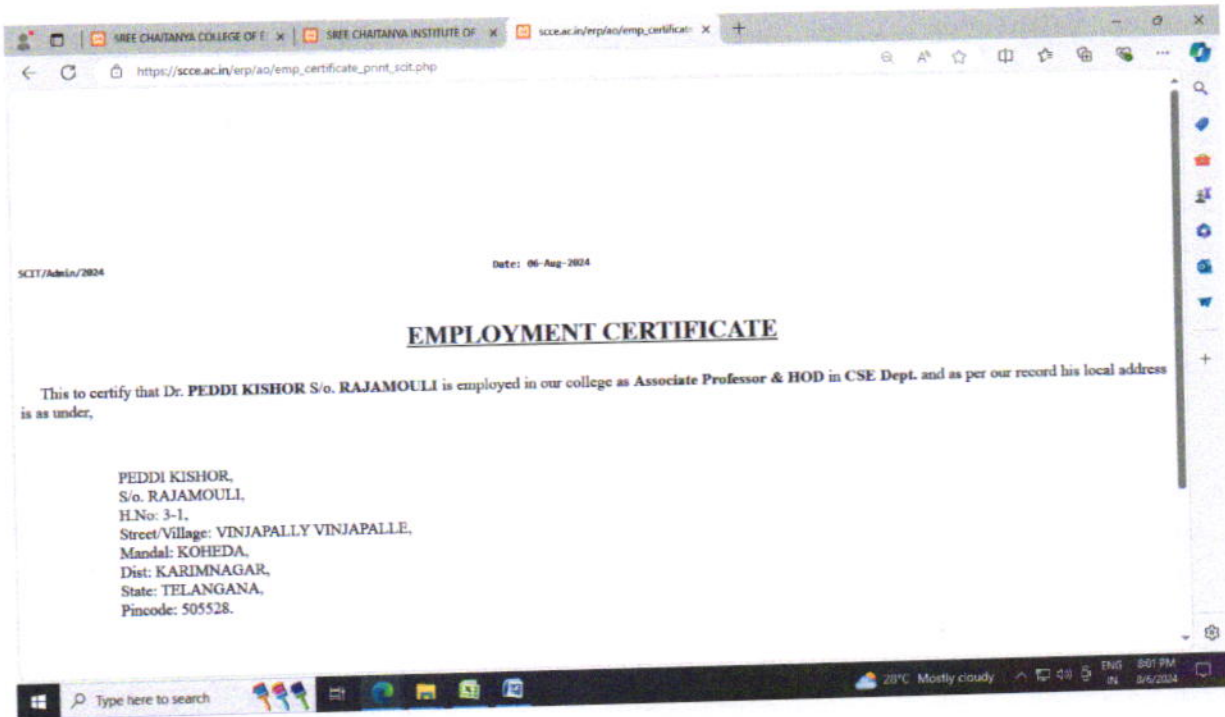 SREE CHAITANYA COLLEGE OF E
SREE CHAITANYA INSTITUTE OF
scce.ac.in/erp/ao/emp_certificat
https://scce.ac.in/erp/ao/emp_certificate_print_scit.php
SCIT/Admin/2024
Date: 06-Aug-2024
EMPLOYMENT CERTIFICATE
This to certify that Dr. PEDDI KISHOR S/o. RAJAMOULI is employed in our college as Associate Professor & HOD in CSE Dept. and as per our record his local address
is as under,
PEDDI KISHOR,
S/o. RAJAMOULI,
H.No: 3-1,
Street/Village: VINJAPALLY VINJAPALLE,
Mandal: KOHEDA,
Dist: KARIMNAGAR,
State: TELANGANA,
Pincode: 505528.
Type here to search
28°C Mostly cloudy
ENG
IN
8:01 PM
8/6/2024